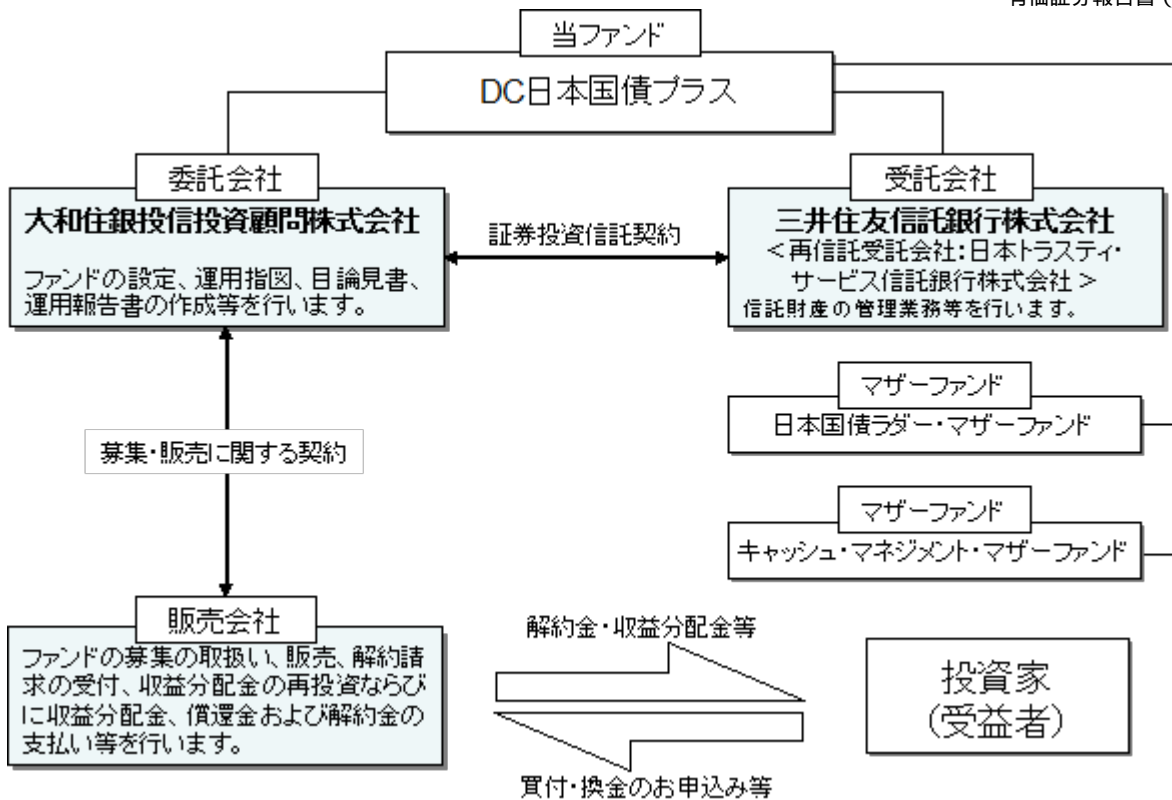 有価証券報告書(
当ファンド
DC日本国債プラス
委託会社
大和住銀投信投資顧問株式会社
ファンドの設定、運用指図、目論見書、
運用報告書の作成等を行います。
証券投資信託契約
受託会社
三井住友信託銀行株式会社
<再信託受託会社:日本トラスティ・
サービス信託銀行株式会社>
信託財産の管理業務等を行います。
マザーファンド
日本国債ラダー・マザーファンド
募集・販売に関する契約
マザーファンド
キャッシュ・マネジメント・マザーファンド
販売会社
ファンドの募集の取扱い、販売、解約請
求の受付、収益分配金の再投資ならび
に収益分配金、償還金および解約金の
支払い等を行います。
解約金・収益分配金等
買付・換金のお申込み等
投資家
(受益者)